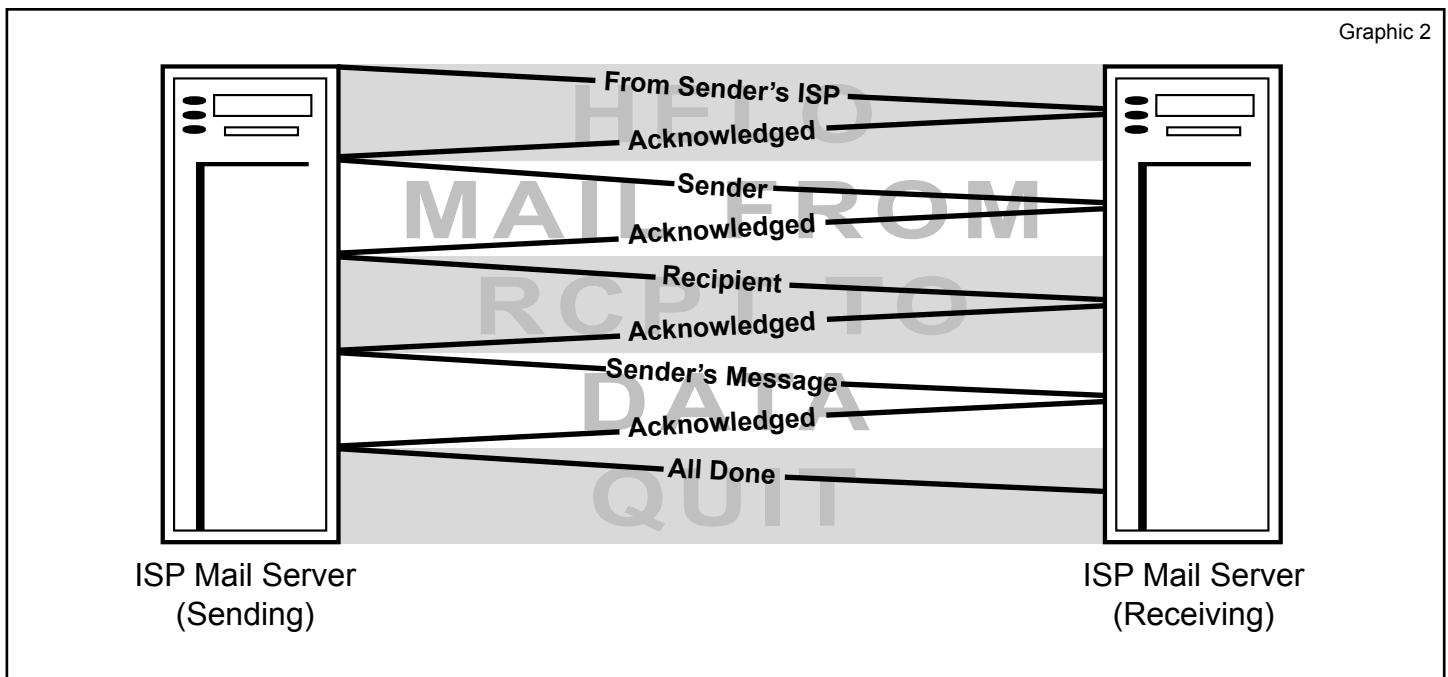 Graphic 2
From Sender's ISP
HELO
Acknowledged
Sender
MAIL FROM
Acknowledged
Recipient
RCPT TO
Acknowledged
Sender's Message
DATA
Acknowledged
All Done
QUIT
ISP Mail Server
(Sending)
ISP Mail Server
(Receiving)